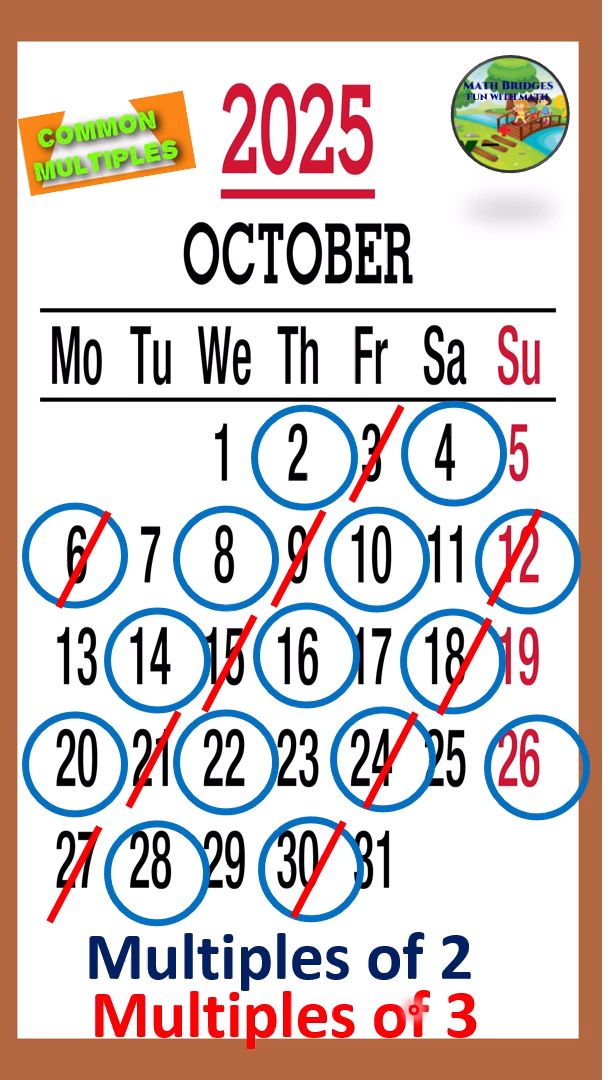 MATH BRIDGES
FUN WITH MATH
COMMON
MULTIPLES
2025
OCTOBER
Mo Tu We Th Fr Sa Su
1 2 3 4 5
6 7 8 9 10 11 12
13 14 15 16 17 18 19
20 21 22 23 24 25 26
27 28 29 30 31
Multiples of 2
Multiples of 3